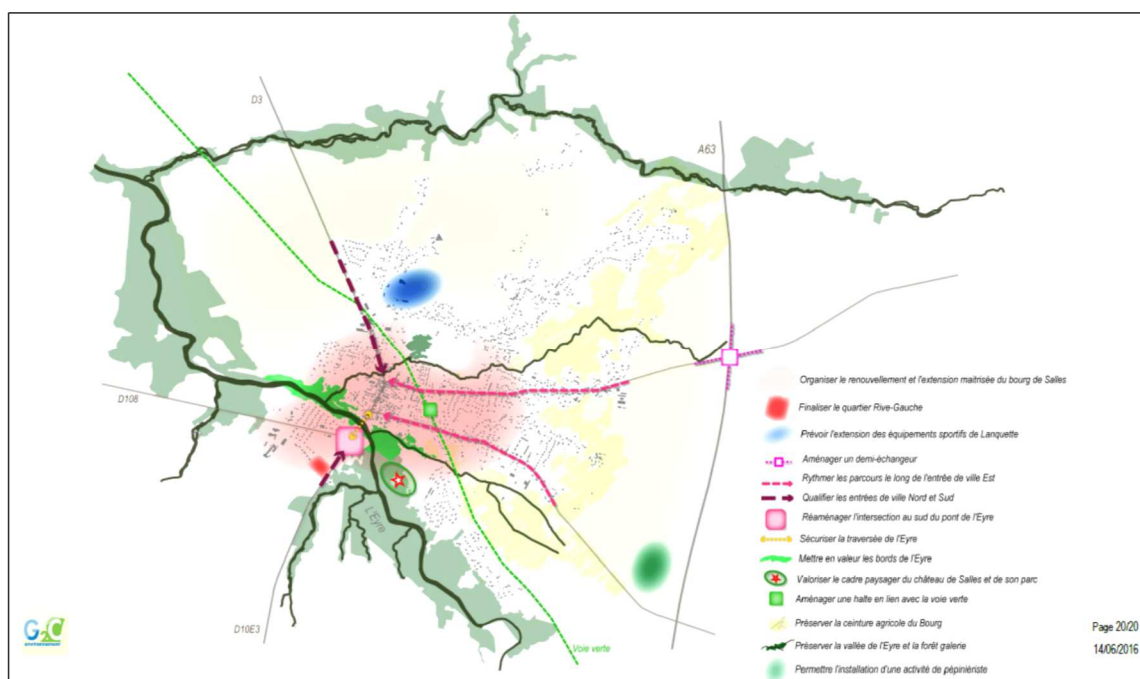 D3
A63
D108
L'Eyre
D10E3
Voie verte
Organiser le renouvellement et l'extension maitrisée du bourg de Salles
Finaliser le quartier Rive-Gauche
Prévoir l'extension des équipements sportifs de Lanquette
Aménager un demi-échangeur
Rythmer les parcours le long de l'entrée de ville Est
Qualifier les entrées de ville Nord et Sud
Réaménager l'intersection au sud du pont de l'Eyre
Sécuriser la traversée de l'Eyre
Mettre en valeur les bords de l'Eyre
Valoriser le cadre paysager du château de Salles et de son parc
Aménager une halte en lien avec la voie verte
Préserver la ceinture agricole du Bourg
Préserver la vallée de l'Eyre et la forêt galerie
Permettre l'installation d'une activité de pépiniériste
G2C
environnement
Page 20/20
14/06/2016